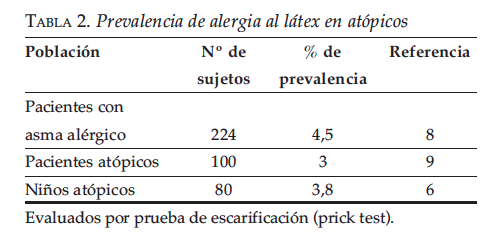 TABLA 2. Prevalencia de alergia al látex en atópicos
Población Nº de % de Referencia
sujetos prevalencia
Pacientes con
asma alérgico 224 4,5 8
Pacientes atópicos 100 3 9
Niños atópicos 80 3,8 6
Evaluados por prueba de escarificación (prick test).